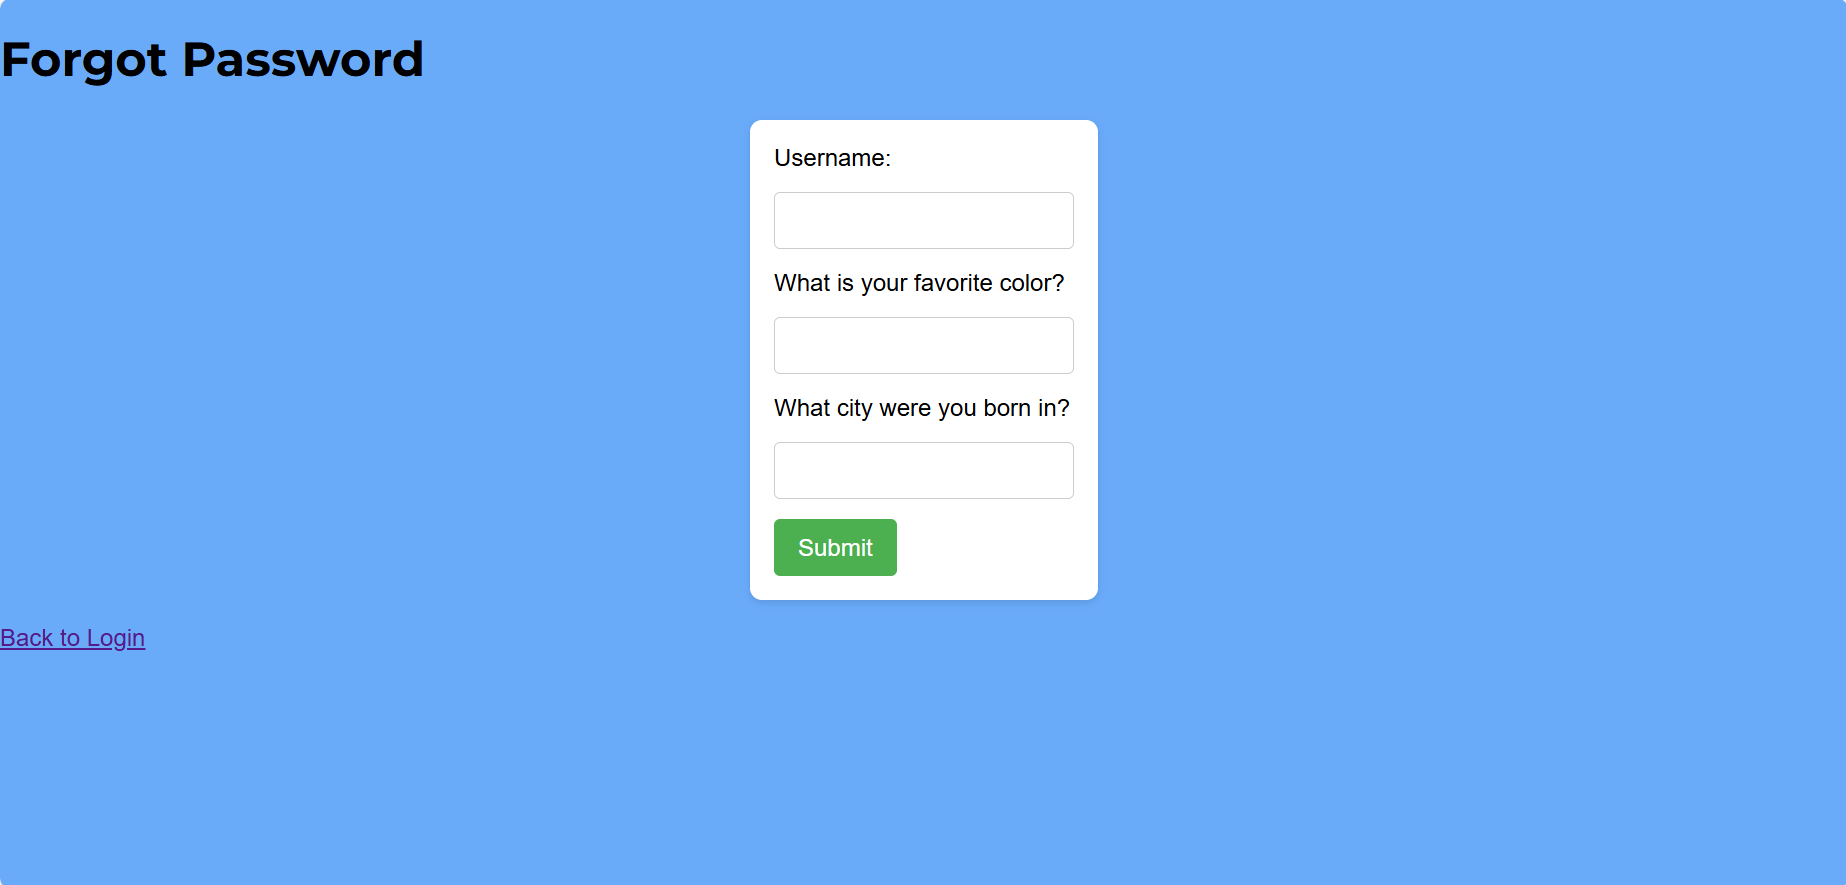 Forgot Password
Username:
What is your favorite color?
What city were you born in?
Submit
Back to Login